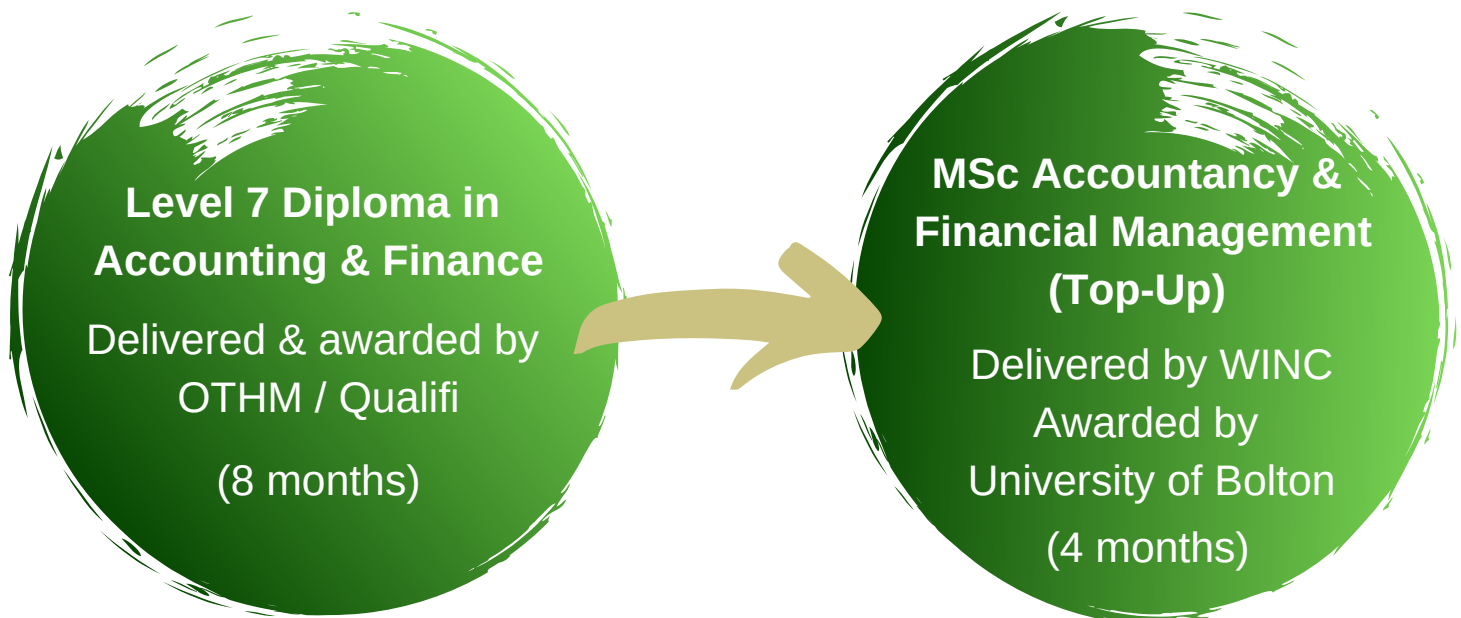 Level 7 Diploma in
Accounting & Finance
Delivered & awarded by
OTHM / Qualifi
(8 months)
MSc Accountancy &
Financial Management
(Top-Up)
Delivered by WINC
Awarded by
University of Bolton
(4 months)